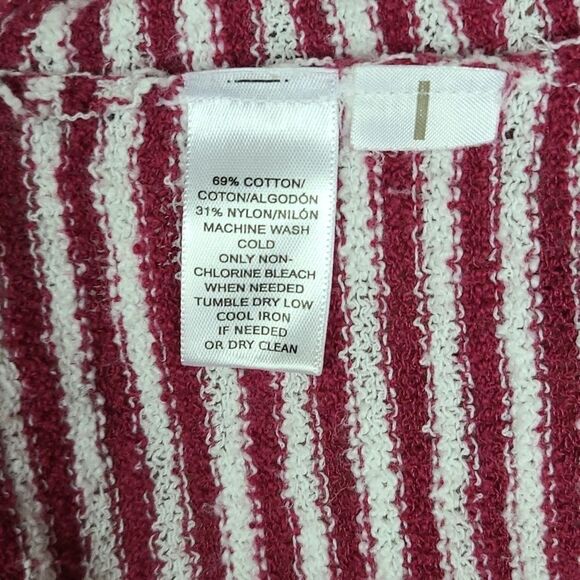 69% COTTON/
COTON/ALGODÓN
31% NYLON/NILÓN
MACHINE WASH
COLD
ONLY NON-
CHLORINE BLEACH
WHEN NEEDED
TUMBLE DRY LOW
COOL IRON
IF NEEDED
OR DRY CLEAN